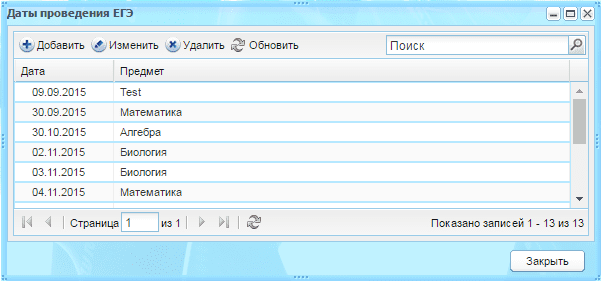 Даты проведения ЕГЭ
Добавить Изменить Удалить Обновить Поиск
Дата Предмет
09.09.2015 Test
30.09.2015 Математика
30.10.2015 Алгебра
02.11.2015 Биология
03.11.2015 Биология
04.11.2015 Математика
Страница 1 из 1 Показано записей 1 - 13 из 13
Закрыть